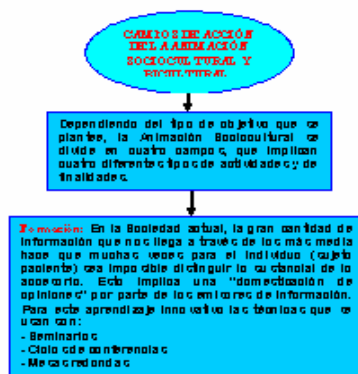 CAMPOS DE ACCIÓN
DE LA ANIMACIÓN
SOCIOCULTURAL Y
BICULTURAL
Dependiendo del tipo de objetivo que se
plantee, la Animación Sociocultural se
divide en cuatro campos, que implican
cuatro diferentes tipos de actividades y de
finalidades.
Formación: En la Sociedad actual, la gran cantidad de
información que nos llega a través de los más media
hace que muchas veces para el individuo (sujeto
paciente) sea imposible distinguir lo sustancial de lo
accesorio. Esto implica una "domesticación de
opiniones" por parte de los emisores de información.
Para este aprendizaje innovativo las técnicas que se
usan con:
- Seminarios
- Ciclos de conferencias
- Mesas redondas